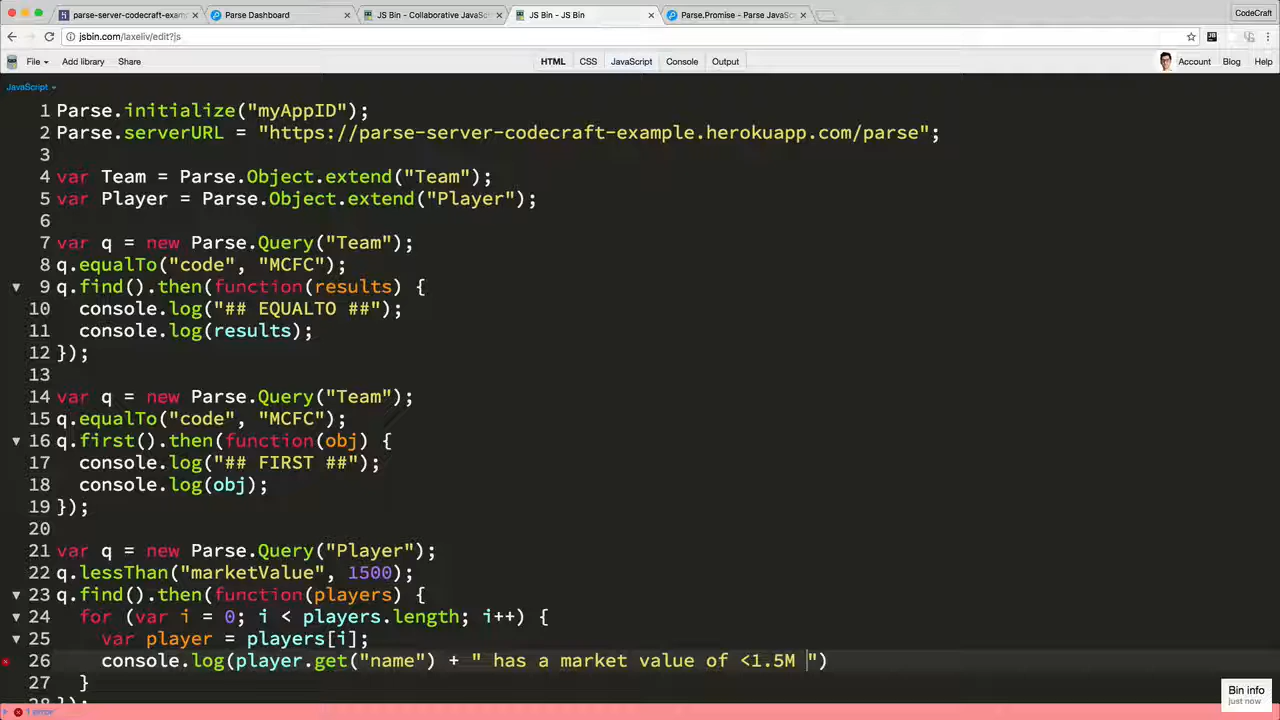 parse-server-codecraft-exam
Parse Dashboard
JS Bin - Collaborative JavaSc
JS Bin - JS Bin
Parse.Promise - Parse JavaSc
CodeCraft
jsbin.com/laxeliv/edit?js
File
Add library
Share
HTML
CSS
JavaScript
Console
Output
Account
Blog
Help
JavaScript
1 Parse.initialize("myAppID");
2 Parse.serverURL = "https://parse-server-codecraft-example.herokuapp.com/parse";
3
4 var Team = Parse.Object.extend("Team");
5 var Player = Parse.Object.extend("Player");
6
7 var q = new Parse.Query("Team");
8 q.equalTo("code", "MCFC");
9 q.find().then(function(results) {
10 console.log("## EQUALTO ##");
11 console.log(results);
12 });
13
14 var q = new Parse.Query("Team");
15 q.equalTo("code", "MCFC");
16 q.first().then(function(obj) {
17 console.log("## FIRST ##");
18 console.log(obj);
19 });
20
21 var q = new Parse.Query("Player");
22 q.lessThan("marketValue", 1500);
23 q.find().then(function(players) {
24 for (var i = 0; i < players.length; i++) {
25 var player = players[i];
26 console.log(player.get("name") + " has a market value of <1.5M ")
27 }
28 });
1 error
Bin info
just now